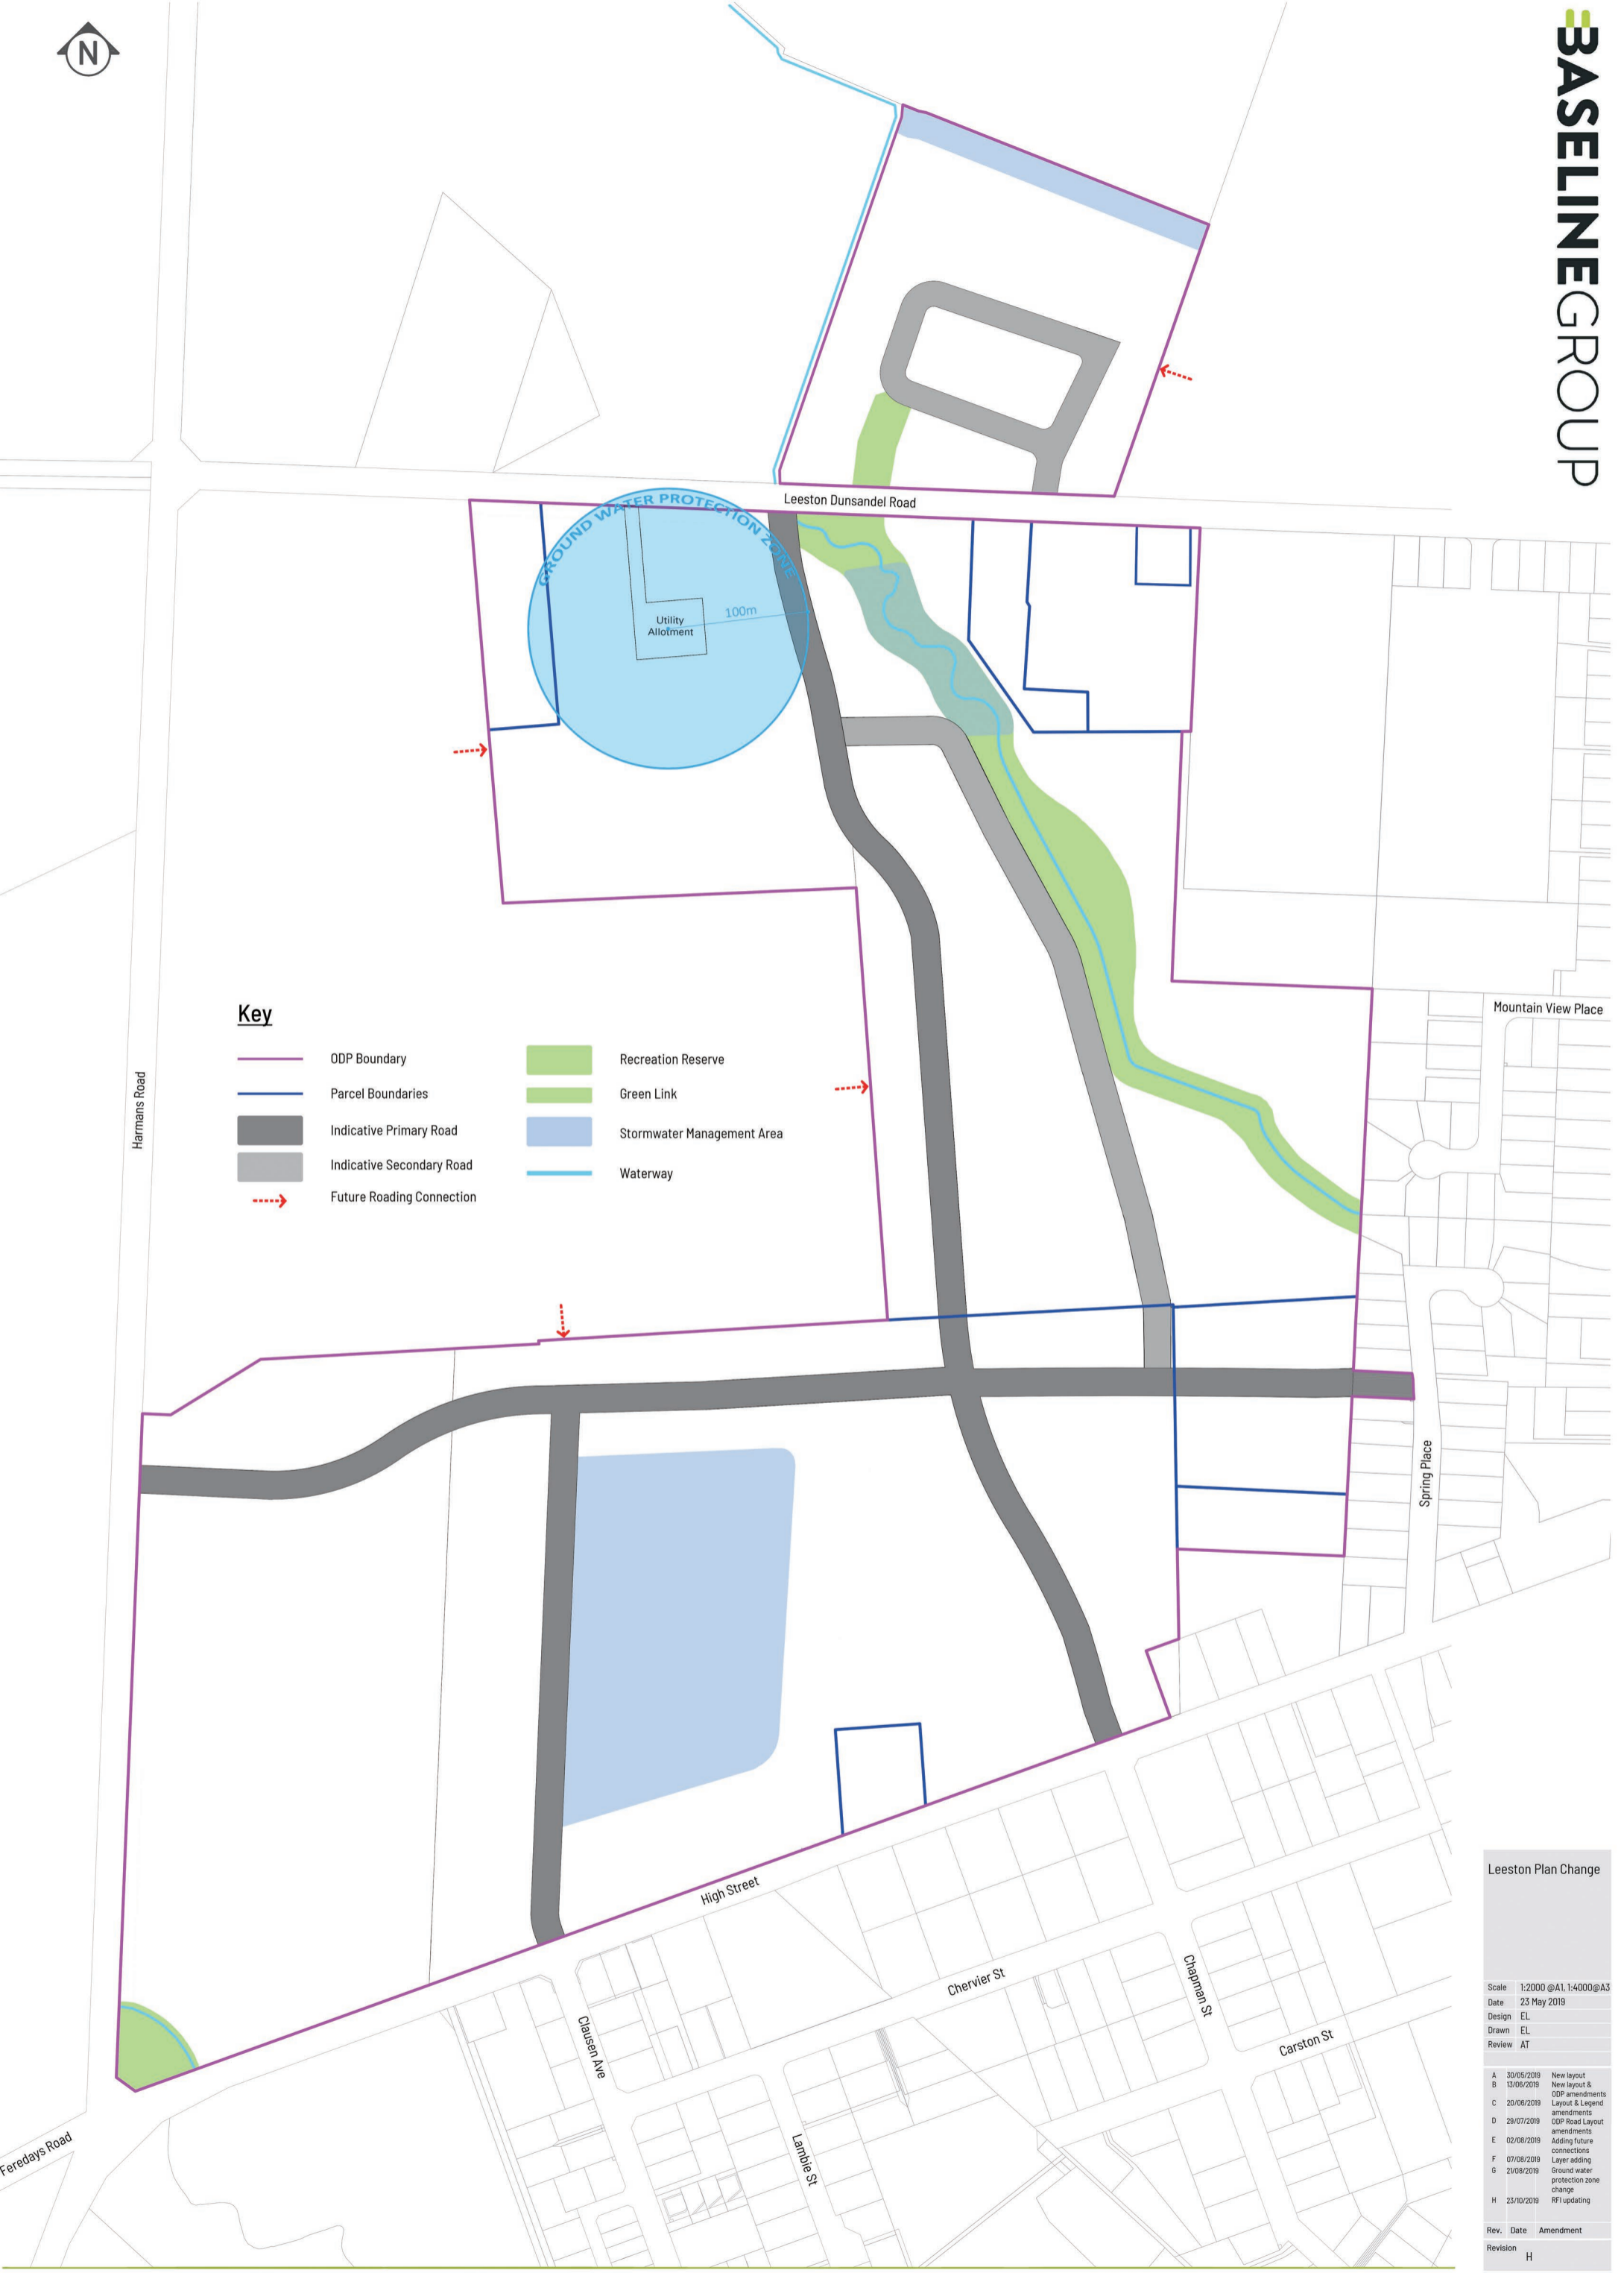 N
BASELINEGROUP
Leeston Dunsandel Road
GROUND WATER PROTECTION ZONE
100m
Utility
Allotment
Mountain View Place
Harmans Road
Key
ODP Boundary
Parcel Boundaries
Indicative Primary Road
Indicative Secondary Road
Future Roading Connection
Recreation Reserve
Green Link
Stormwater Management Area
Waterway
Spring Place
High Street
Chervier St
Chapman St
Carston St
Clausen Ave
Lambie St
Feredays Road
Leeston Plan Change
Scale 1:2000 @A1, 1:4000@A3
Date 23 May 2019
Design EL
Drawn EL
Review AT
A 30/05/2019 New layout
B 13/06/2019 New layout &
ODP amendments
C 20/06/2019 Layout & Legend
amendments
D 29/07/2019 ODP Road Layout
amendments
E 02/08/2019 Adding future
connections
F 07/08/2019 Layer adding
G 21/08/2019 Ground water
protection zone
change
H 23/10/2019 RFI updating
Rev. Date Amendment
Revision
H